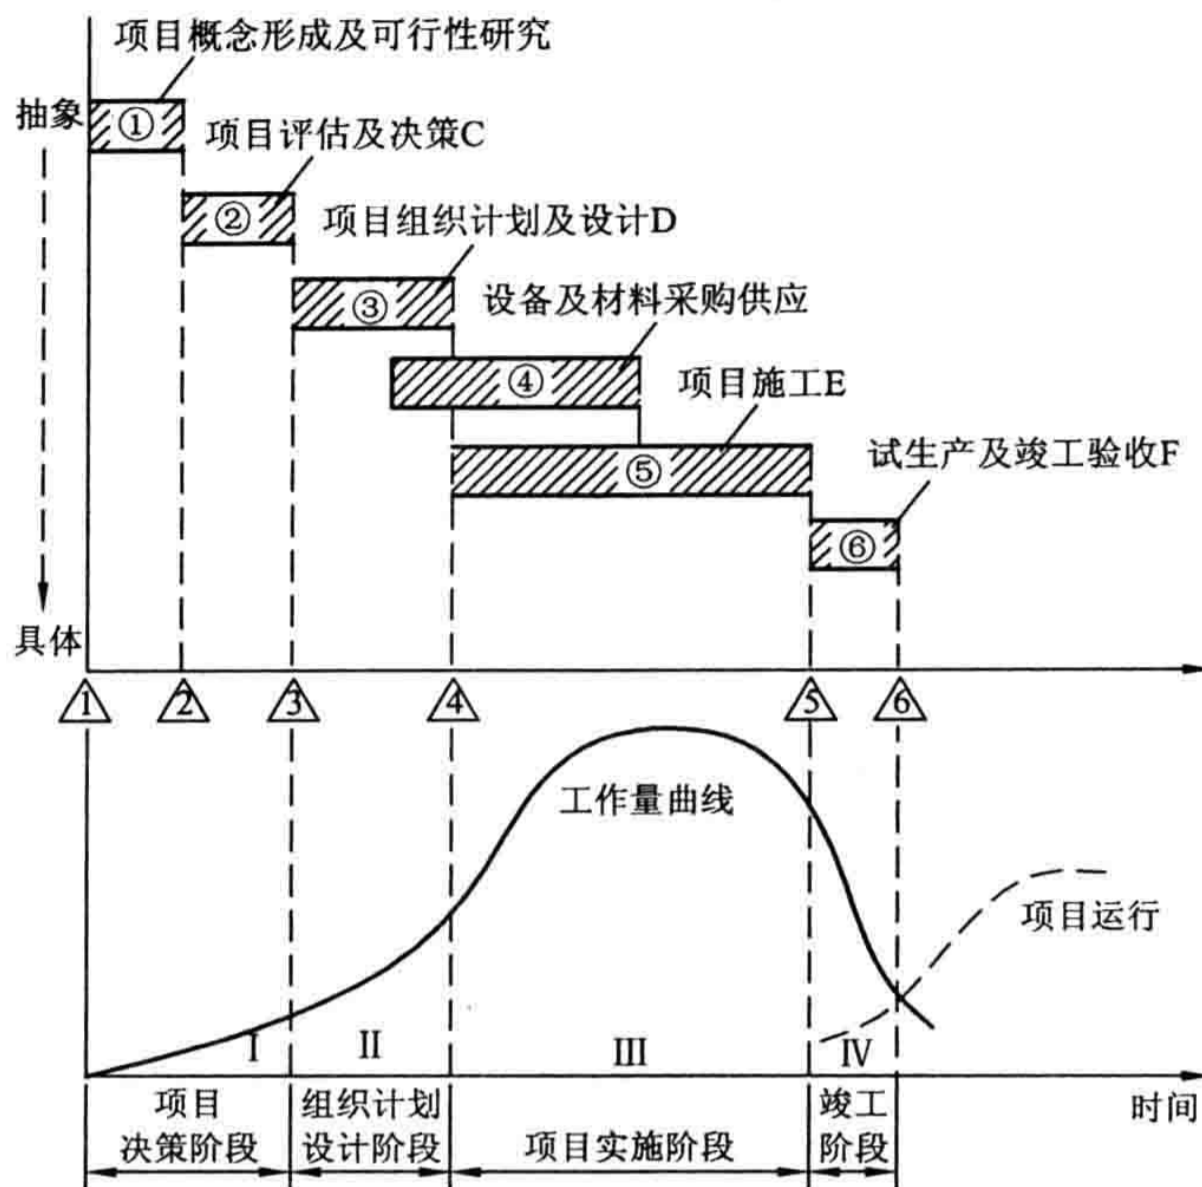 项目概念形成及可行性研究
抽象
①
项目评估及决策C
②
项目组织计划及设计D
③
设备及材料采购供应
④
项目施工E
⑤
试生产及竣工验收F
⑥
具体
1 2 3 4 5 6
工作量曲线
项目运行
I II III IV
时间
项目
决策阶段
组织计划
设计阶段
项目实施阶段
竣工
阶段